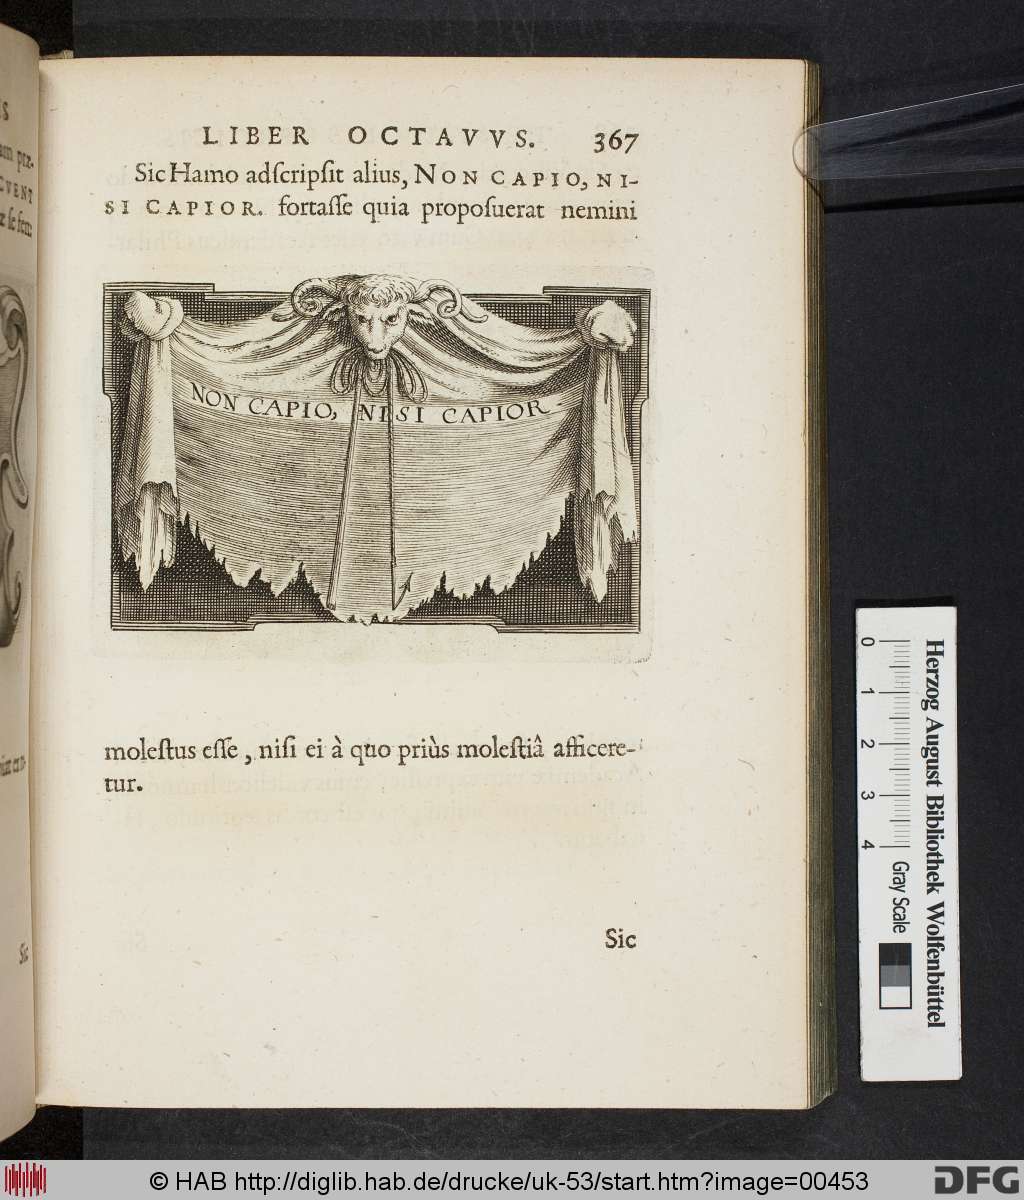 LIBER OCTAVVS. 367
Sic Hamo adſcripſit alius, NON CAPIO, NI-
SI CAPIOR. fortaſſe quia propoſuerat nemini
NON CAPIO, NISI CAPIOR
moleſtus eſſe, niſi ei à quo priùs moleſtiâ afficere-
tur.
Sic
S
CVENT
Sic
0 1 2 3 4
Herzog August Bibliothek Wolfenbüttel
Gray Scale
© HAB http://diglib.hab.de/drucke/uk-53/start.htm?image=00453
DFG